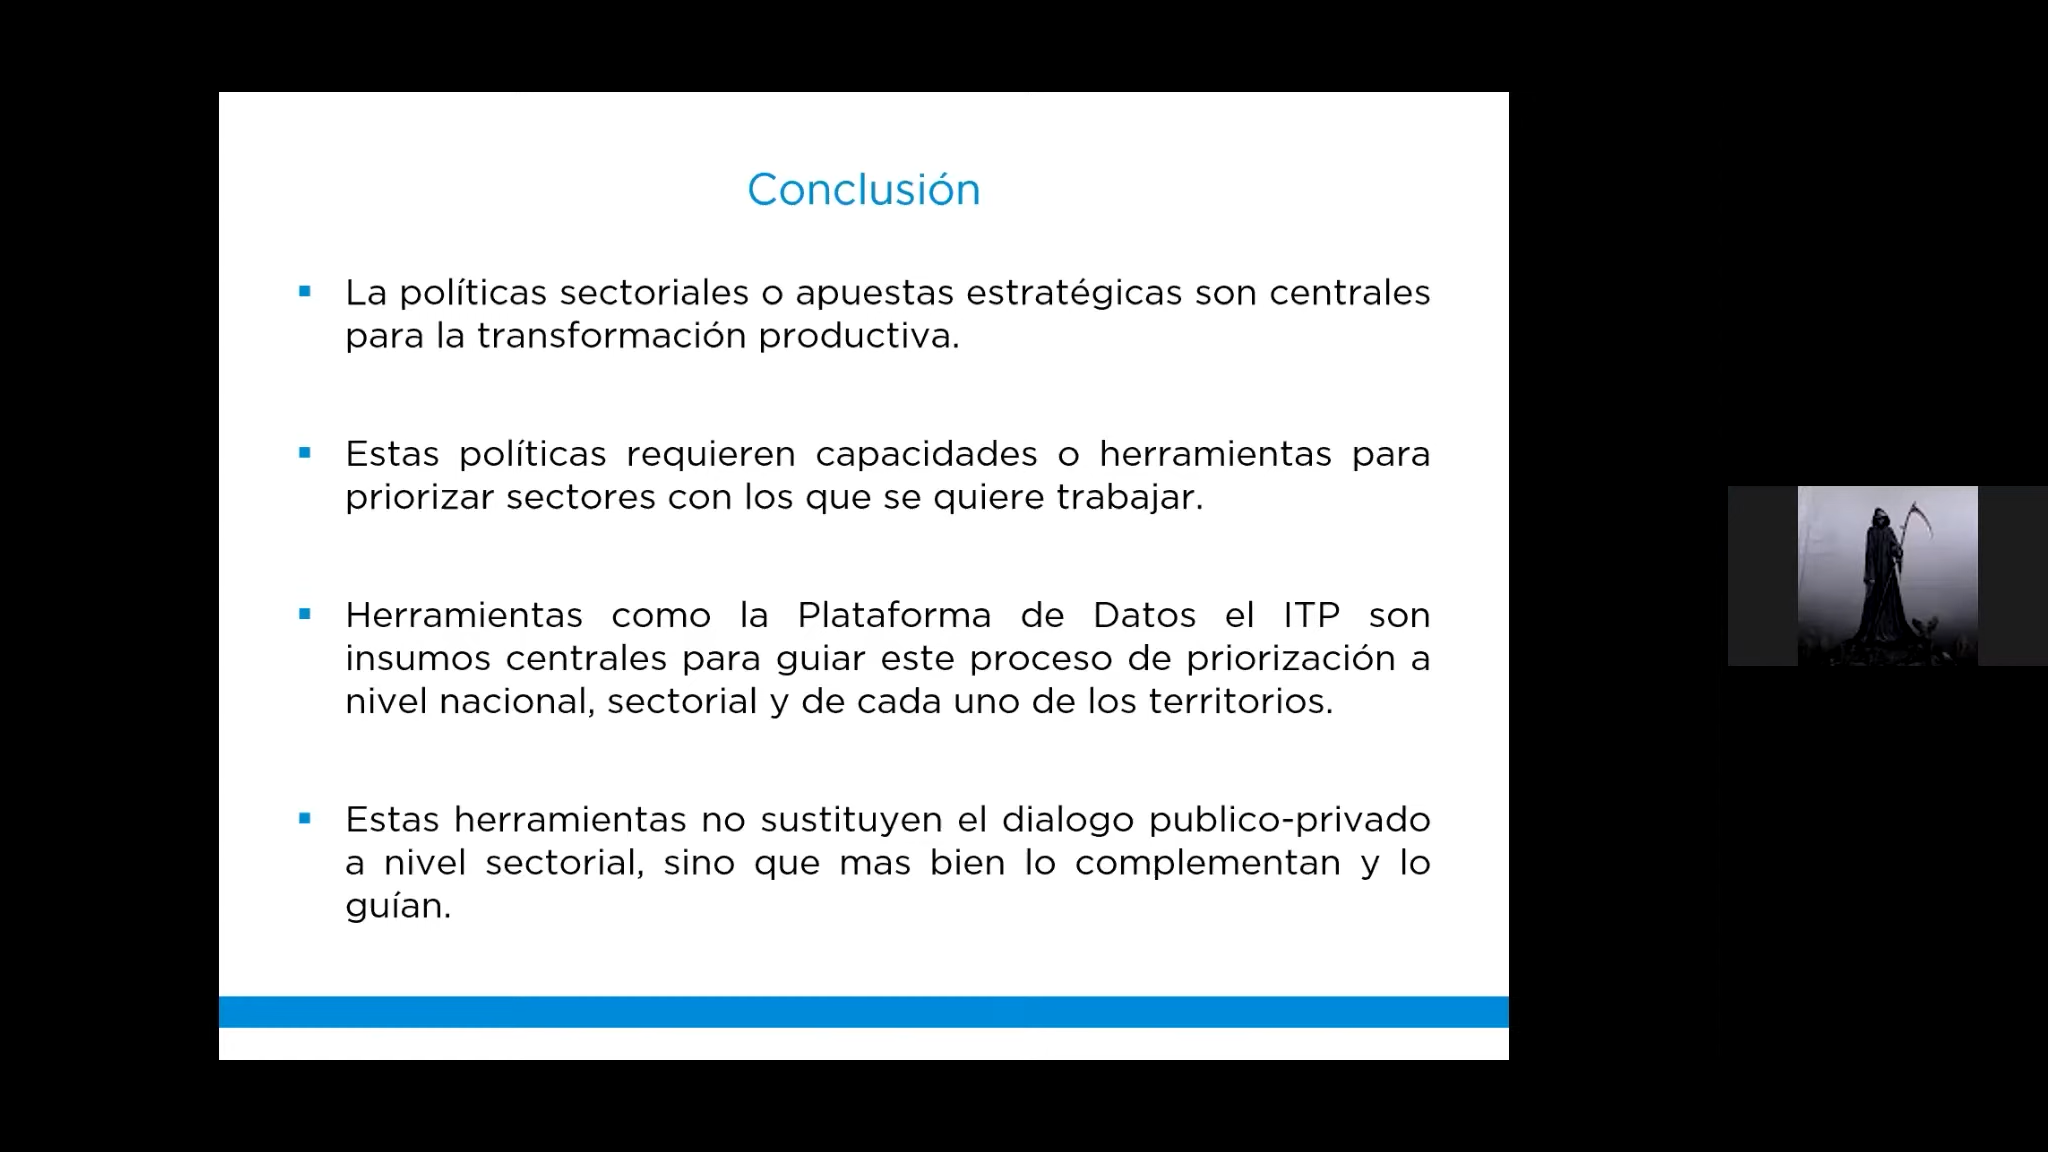 Conclusión
▪ La políticas sectoriales o apuestas estratégicas son centrales
para la transformación productiva.
▪ Estas políticas requieren capacidades o herramientas para
priorizar sectores con los que se quiere trabajar.
▪ Herramientas como la Plataforma de Datos el ITP son
insumos centrales para guiar este proceso de priorización a
nivel nacional, sectorial y de cada uno de los territorios.
▪ Estas herramientas no sustituyen el dialogo publico-privado
a nivel sectorial, sino que mas bien lo complementan y lo
guían.